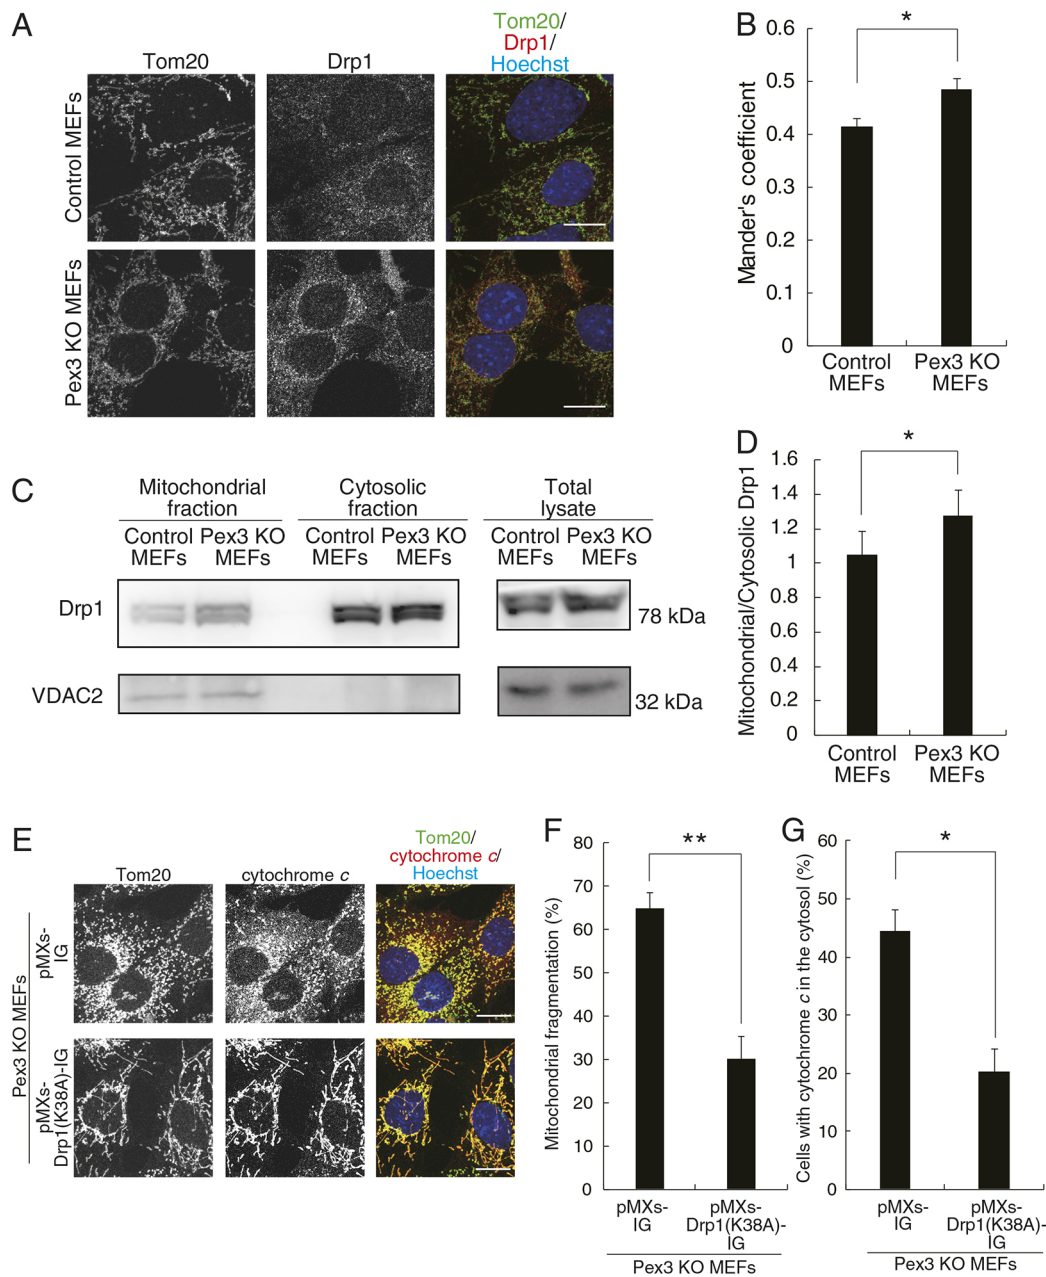 A
Tom20
Drp1
Tom20/
Drp1/
Hoechst
Control MEFs
Pex3 KO MEFs
B
Mander's coefficient
0.6
0.5
0.4
0.3
0.2
0.1
0
*
Control
MEFs
Pex3 KO
MEFs
C
Mitochondrial
fraction
Cytosolic
fraction
Total
lysate
Control
MEFs
Pex3 KO
MEFs
Control
MEFs
Pex3 KO
MEFs
Control
MEFs
Pex3 KO
MEFs
Drp1
78 kDa
VDAC2
32 kDa
D
Mitochondrial/Cytosolic Drp1
1.6
1.4
1.2
1
0.8
0.6
0.4
0.2
0
*
Control
MEFs
Pex3 KO
MEFs
E
Tom20
cytochrome c
Tom20/
cytochrome c/
Hoechst
Pex3 KO MEFs
pMXs-
IG
pMXs-
Drp1(K38A)-IG
F
Mitochondrial fragmentation (%)
80
70
60
50
40
30
20
10
0
**
pMXs-
IG
pMXs-
Drp1(K38A)-
IG
Pex3 KO MEFs
G
Cells with cytochrome c in the cytosol (%)
60
50
40
30
20
10
0
*
pMXs-
IG
pMXs-
Drp1(K38A)-
IG
Pex3 KO MEFs